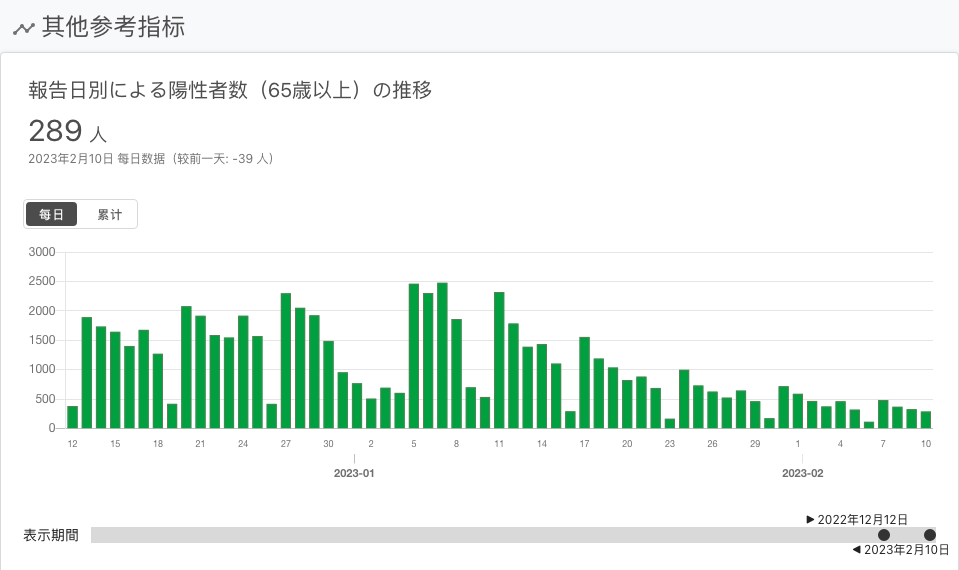 其他参考指标
報告日別による陽性者数（65歳以上）の推移
289 人
2023年2月10日 每日数据（较前一天: -39 人）
每日 累计
3000
2500
2000
1500
1000
500
0
12 15 18 21 24 27 30 2 5 8 11 14 17 20 23 26 29 1 4 7 10
2023-01 2023-02
▶ 2022年12月12日
表示期間
◀ 2023年2月10日